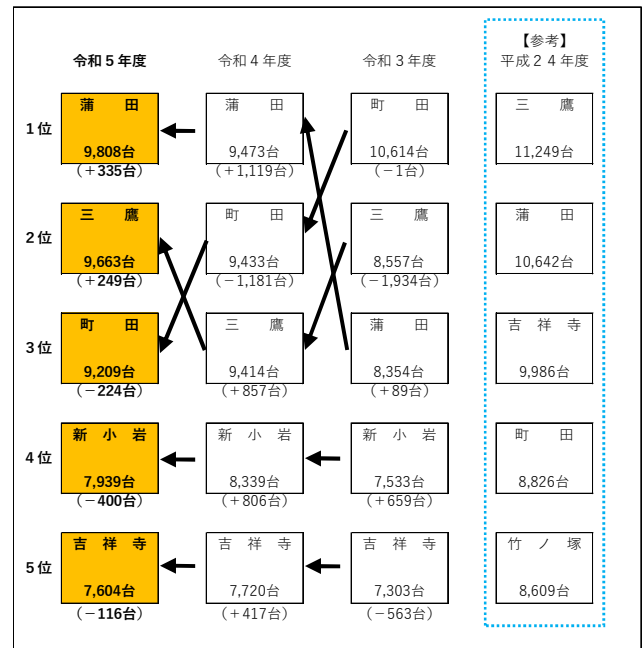 【参考】
令和５年度 令和４年度 令和３年度 平成２４年度
1位 蒲田 蒲田 町田 三鷹
9,808台 9,473台 10,614台 11,249台
（＋335台） （＋1,119台） （－1台）
2位 三鷹 町田 三鷹 蒲田
9,663台 9,433台 8,557台 10,642台
（＋249台） （－1,181台） （－1,934台）
3位 町田 三鷹 蒲田 吉祥寺
9,209台 9,414台 8,354台 9,986台
（－224台） （＋857台） （＋89台）
4位 新小岩 新小岩 新小岩 町田
7,939台 8,339台 7,533台 8,826台
（－400台） （＋806台） （＋659台）
5位 吉祥寺 吉祥寺 吉祥寺 竹ノ塚
7,604台 7,720台 7,303台 8,609台
（－116台） （＋417台） （－563台）